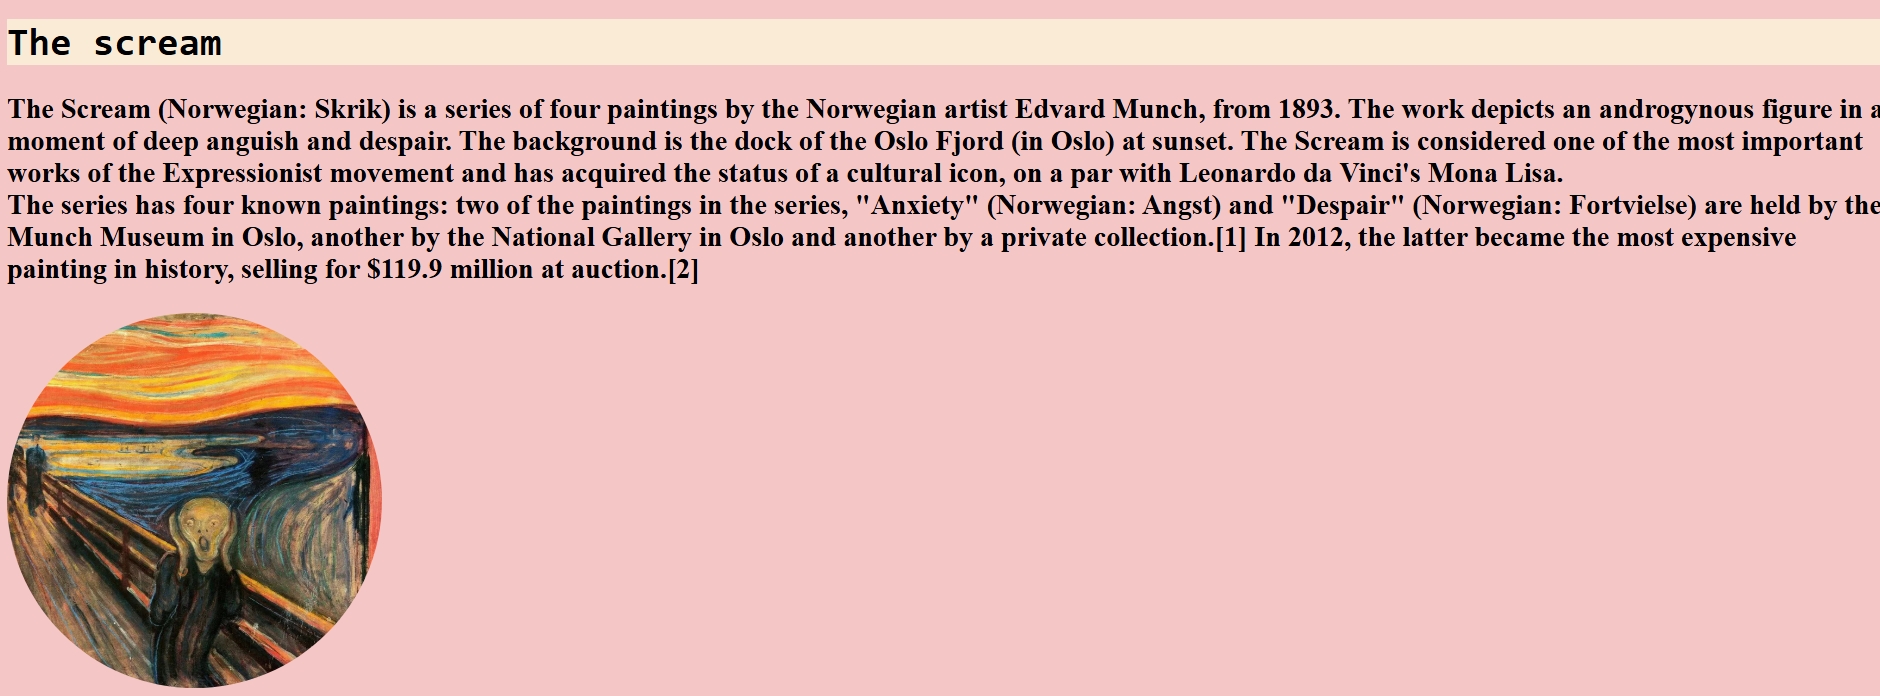 The scream
The Scream (Norwegian: Skrik) is a series of four paintings by the Norwegian artist Edvard Munch, from 1893. The work depicts an androgynous figure in a
moment of deep anguish and despair. The background is the dock of the Oslo Fjord (in Oslo) at sunset. The Scream is considered one of the most important
works of the Expressionist movement and has acquired the status of a cultural icon, on a par with Leonardo da Vinci's Mona Lisa.
The series has four known paintings: two of the paintings in the series, "Anxiety" (Norwegian: Angst) and "Despair" (Norwegian: Fortvielse) are held by the
Munch Museum in Oslo, another by the National Gallery in Oslo and another by a private collection.[1] In 2012, the latter became the most expensive
painting in history, selling for $119.9 million at auction.[2]